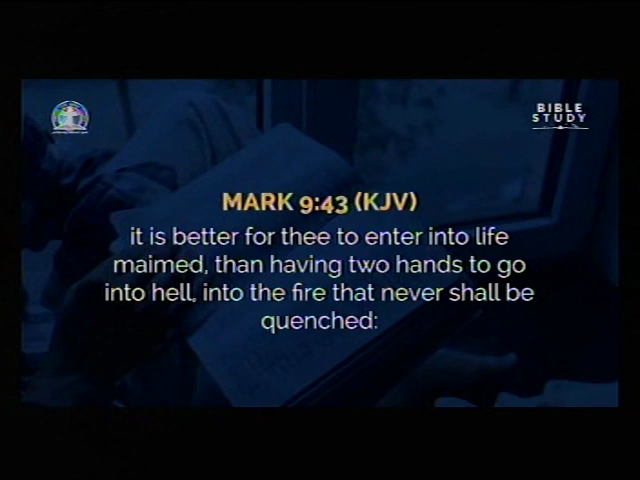 BIBLE
STUDY
MARK 9:43 (KJV)
it is better for thee to enter into life
maimed, than having two hands to go
into hell, into the fire that never shall be
quenched: